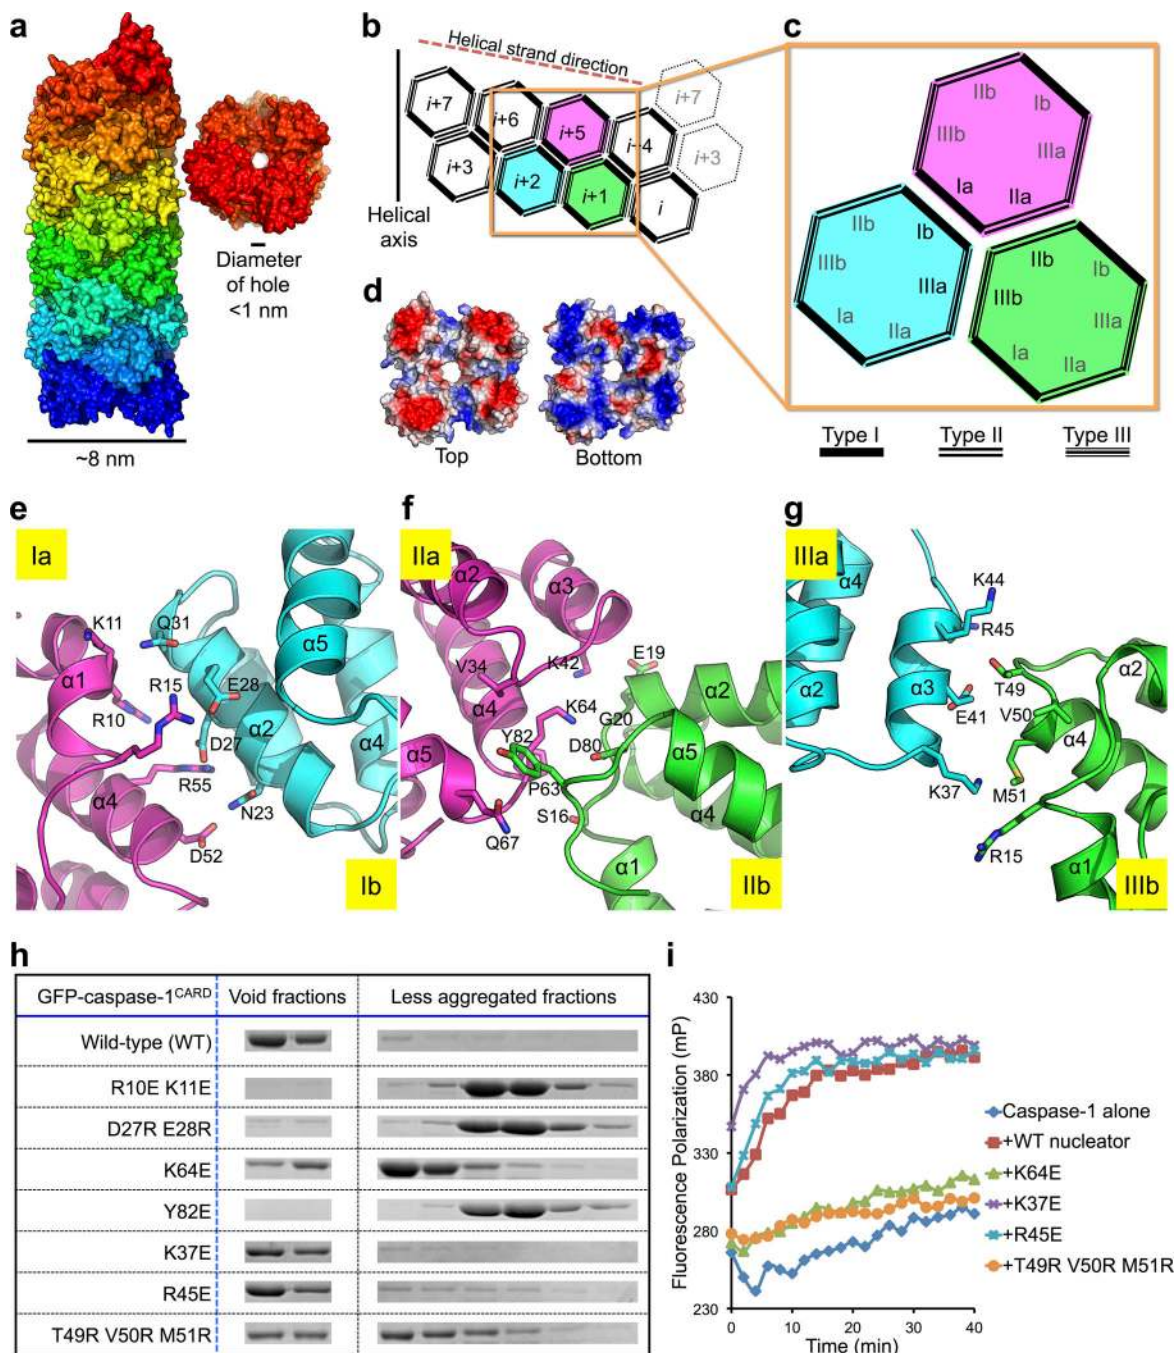 a
~8 nm
Diameter
of hole
<1 nm
b
Helical strand direction
Helical
axis
i+7
i+6
i+5
i+4
i+7
i+3
i+2
i+1
i
i+3
c
IIb
Ib
IIIb
IIIa
Ia
IIa
IIb
Ib
IIIb
IIIa
Ia
IIa
IIb
Ib
IIIb
IIIa
Ia
IIa
Type I
Type II
Type III
d
Top
Bottom
e
Ia
K11
Q31
α1
α5
R15
E28
R10
α2
D27
α4
R55
α4
N23
D52
Ib
f
IIa
α2
α3
E19
V34
K42
α2
α4
K64
G20
Y82
D80
α5
α5
P63
S16
α4
Q67
α1
IIb
g
IIIa
α4
K44
R45
α2
α3
T49
α2
E41
V50
α4
K37
M51
R15
α1
IIIb
h
GFP-caspase-1CARD Void fractions Less aggregated fractions
Wild-type (WT)
R10E K11E
D27R E28R
K64E
Y82E
K37E
R45E
T49R V50R M51R
i
Fluorescence Polarization (mP)
430
380
330
280
230
0 10 20 30 40
Time (min)
Caspase-1 alone
+WT nucleator
+K64E
+K37E
+R45E
+T49R V50R M51R